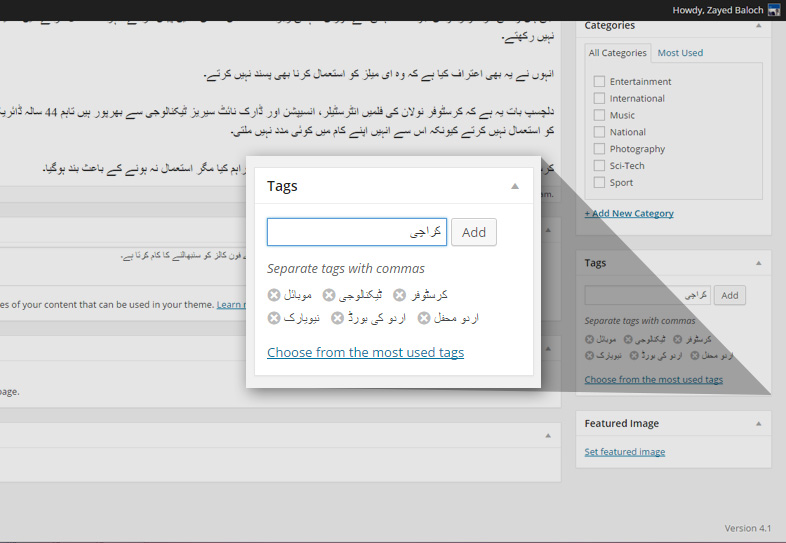 Howdy, Zayed Baloch
نہیں رکھتے۔
انہوں نے یہ بھی اعتراف کیا ہے کہ وہ ای میلز کو استعمال کرنا بھی پسند نہیں کرتے۔
دلچسپ بات یہ ہے کہ کرسٹوفر نولان کی فلمیں انٹرسٹیلر، انسیپشن اور ڈارک نائٹ سیریز ٹیکنالوجی سے بھرپور ہیں تاہم 44 سالہ
کو استعمال نہیں کرتے کیونکہ اس سے انہیں اپنے کام میں کوئی مدد نہیں ملتی۔
راہم کیا مگر استعمال نہ ہونے کے باعث بند ہوگیا۔
am.
فون کالز کو سنبھالنے کا کام کرتا ہے۔
es of your content that can be used in your theme. Learn
age.
Tags
کراچی
Add
Separate tags with commas
موبائل ٹیکنالوجی کرسٹوفر
نیویارک اردو کی بورڈ اردو محفل
Choose from the most used tags
Categories
All Categories Most Used
Entertainment
International
Music
National
Photography
Sci-Tech
Sport
+ Add New Category
Tags
کراچی Add
Separate tags with commas
موبائل ٹیکنالوجی کرسٹوفر
نیویارک اردو کی بورڈ اردو محفل
Choose from the most used tags
Featured Image
Set featured image
Version 4.1